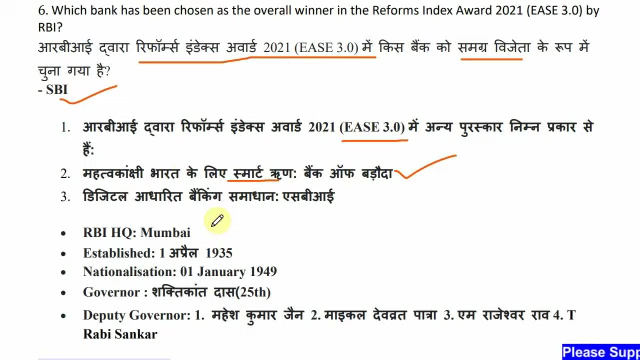 6. Which bank has been chosen as the overall winner in the Reforms Index Award 2021 (EASE 3.0) by
RBI?
आरबीआई द्वारा रिफॉर्म्स इंडेक्स अवार्ड 2021 (EASE 3.0) में किस बैंक को समग्र विजेता के रूप में
चुना गया है?
- SBI
1. आरबीआई द्वारा रिफॉर्म्स इंडेक्स अवार्ड 2021 (EASE 3.0) में अन्य पुरस्कार निम्न प्रकार से
हैं:
2. महत्वकांक्षी भारत के लिए स्मार्ट ऋण: बैंक ऑफ बड़ौदा
3. डिजिटल आधारित बैंकिंग समाधान: एसबीआई
• RBI HQ: Mumbai
• Established: 1 अप्रैल 1935
• Nationalisation: 01 January 1949
• Governor : शक्तिकांत दास(25th)
• Deputy Governor: 1. महेश कुमार जैन 2. माइकल देवव्रत पात्रा 3. एम राजेश्वर राव 4. T
Rabi Sankar
Please Supp